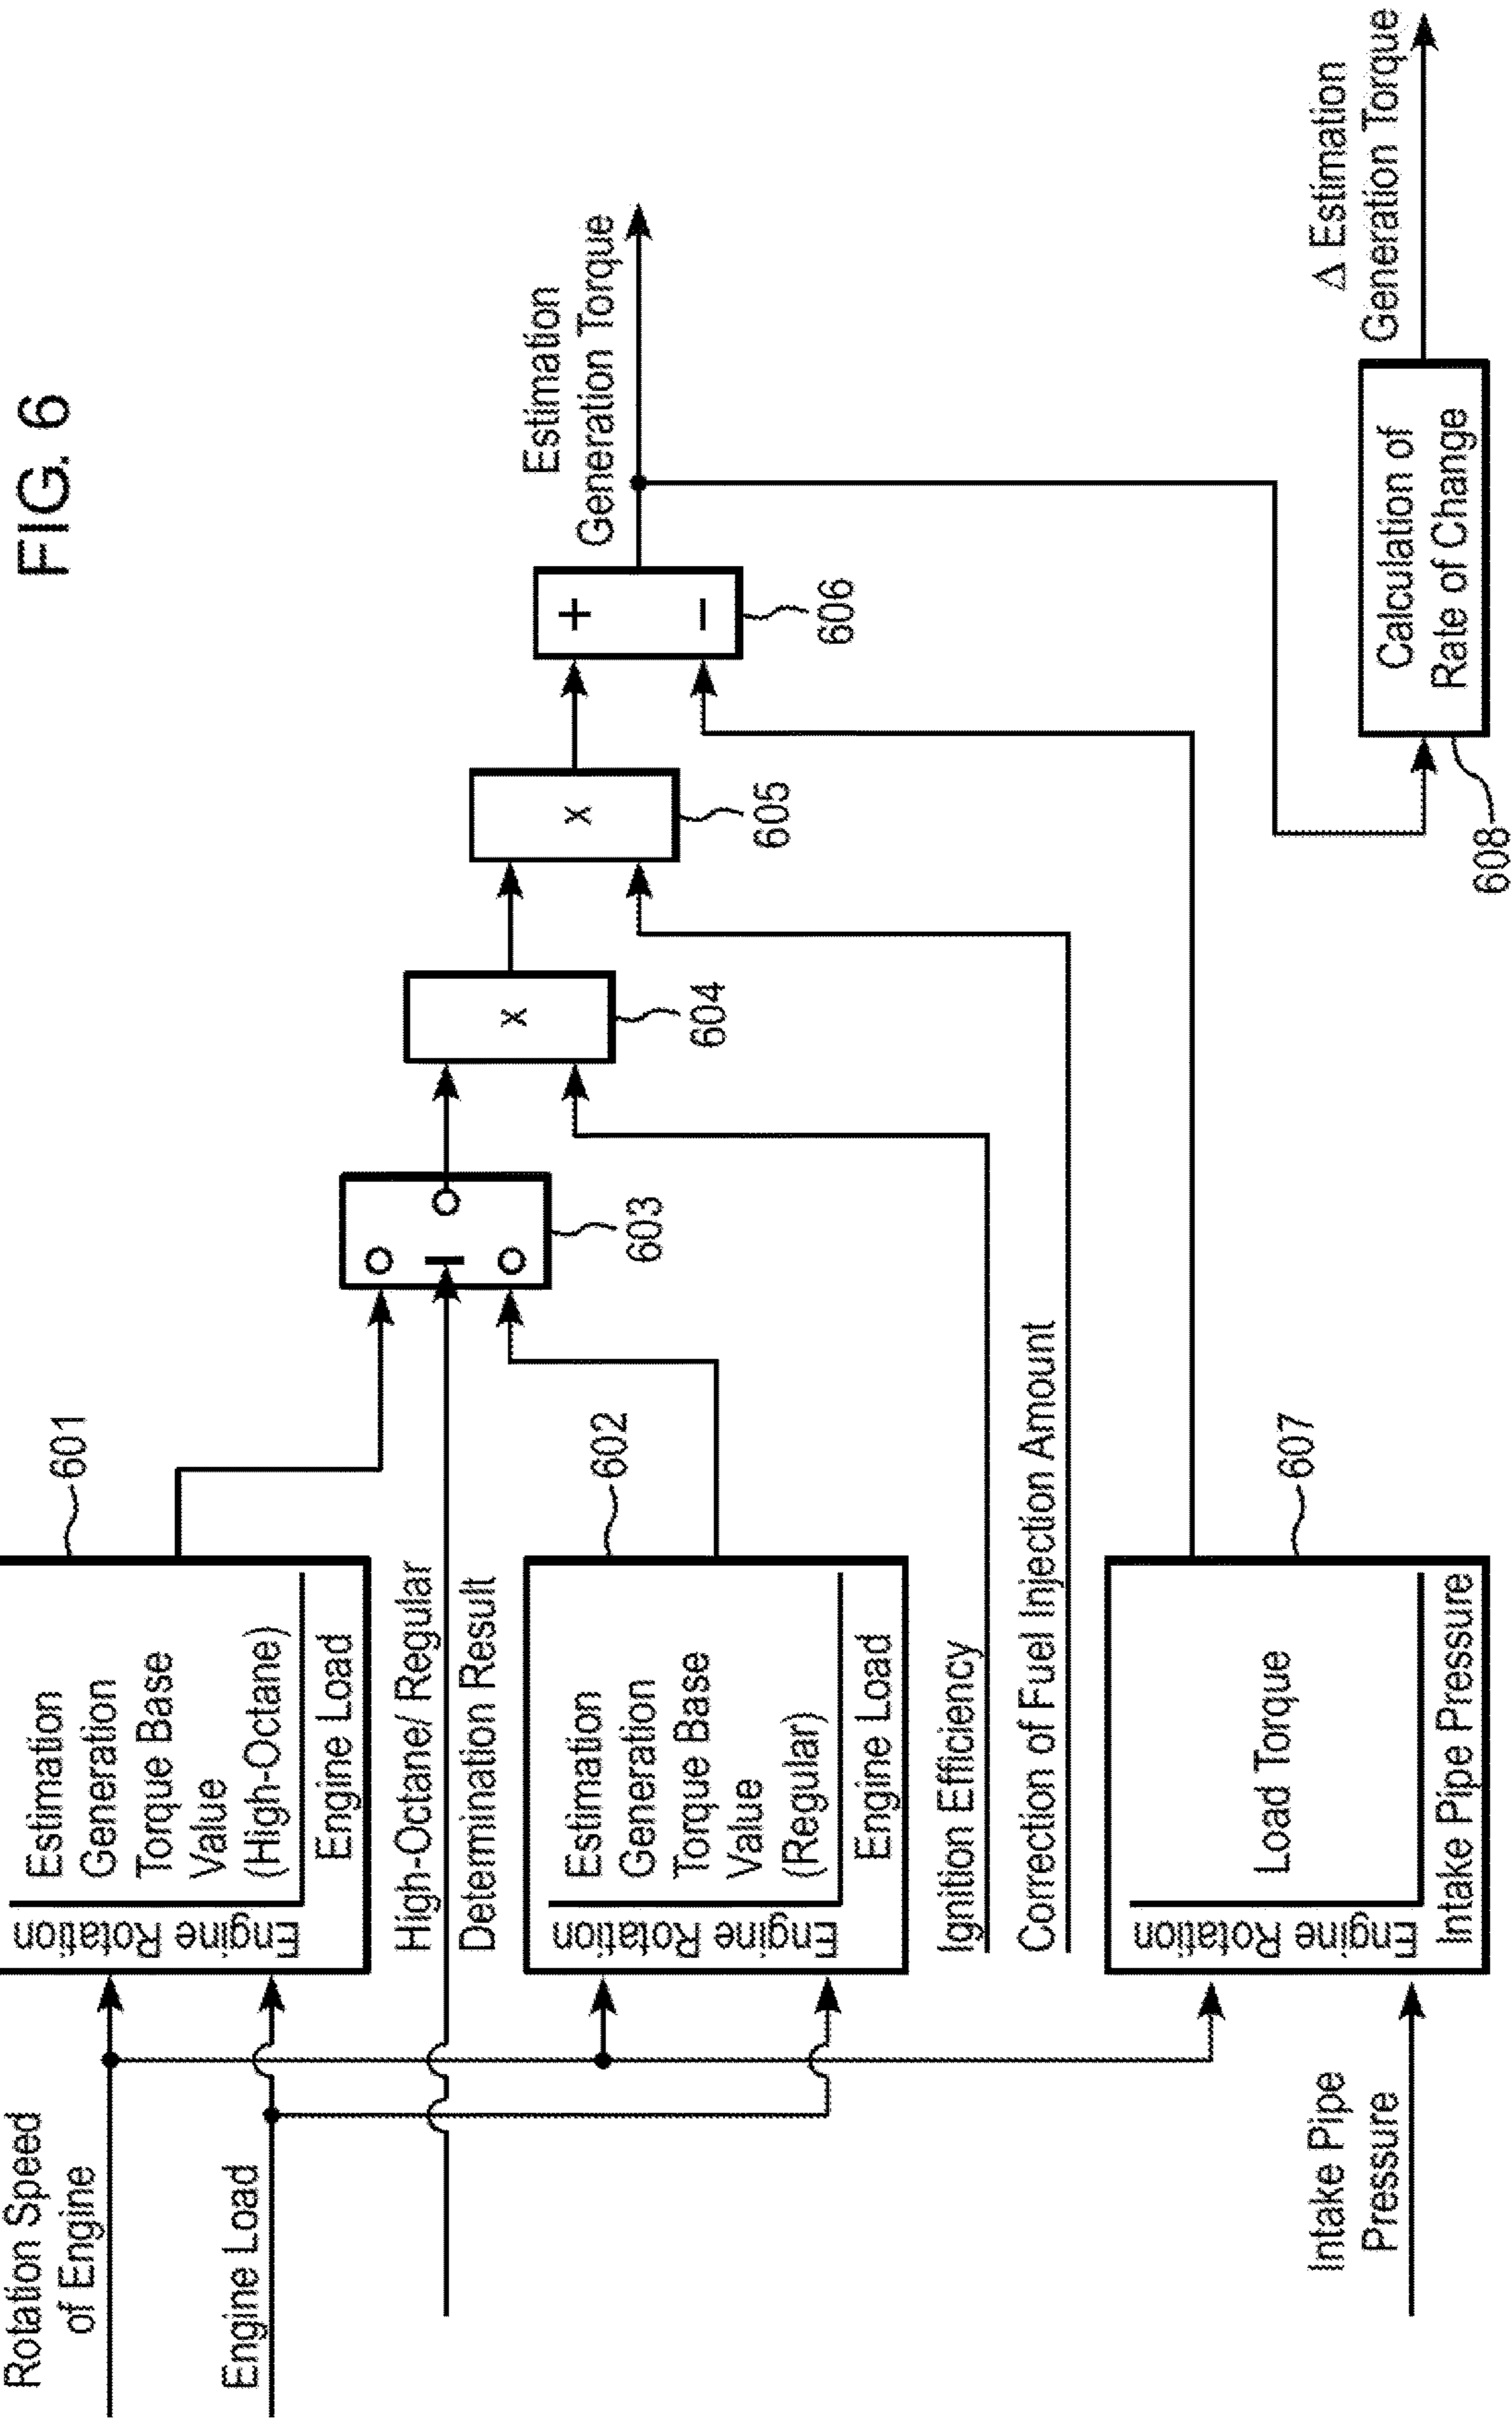 FIG. 6
Rotation Speed
of Engine
Engine Load
Engine Rotation
Estimation
Generation
Torque Base
Value
(High-Octane)
Engine Load
601
High-Octane/ Regular
Determination Result
Engine Rotation
Estimation
Generation
Torque Base
Value
(Regular)
Engine Load
602
603
x
604
x
605
+
−
606
Estimation
Generation Torque
Ignition Efficiency
Correction of Fuel Injection Amount
Intake Pipe
Pressure
Engine Rotation
Load Torque
Intake Pipe Pressure
607
Calculation of
Rate of Change
608
Δ Estimation
Generation Torque